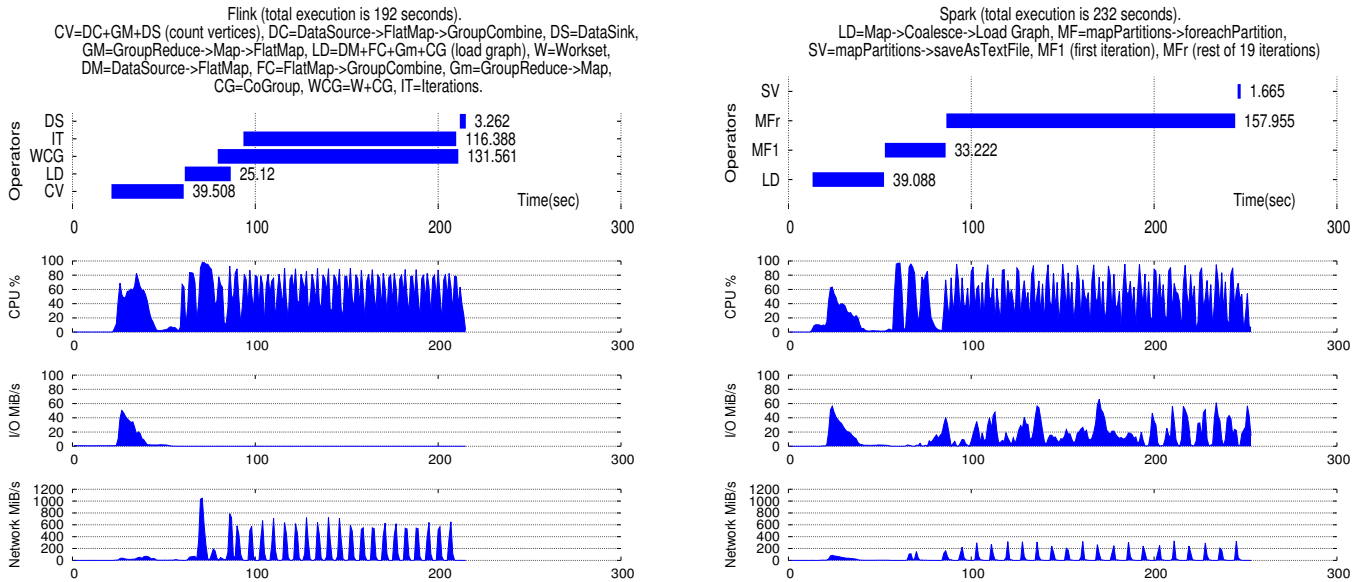 Flink (total execution is 192 seconds).
CV=DC+GM+DS (count vertices), DC=DataSource->FlatMap->GroupCombine, DS=DataSink,
GM=GroupReduce->Map->FlatMap, LD=DM+FC+Gm+CG (load graph), W=Workset,
DM=DataSource->FlatMap, FC=FlatMap->GroupCombine, Gm=GroupReduce->Map,
CG=CoGroup, WCG=W+CG, IT=Iterations.
Operators
DS 3.262
IT 116.388
WCG 131.561
LD 25.12
CV 39.508
Time(sec)
0 100 200 300
CPU %
100
80
60
40
20
0
0 100 200 300
I/O MiB/s
100
80
60
40
20
0
0 100 200 300
Network MiB/s
1200
1000
800
600
400
200
0
0 100 200 300
Spark (total execution is 232 seconds).
LD=Map->Coalesce->Load Graph, MF=mapPartitions->foreachPartition,
SV=mapPartitions->saveAsTextFile, MF1 (first iteration), MFr (rest of 19 iterations)
Operators
SV 1.665
MFr 157.955
MF1 33.222
LD 39.088
Time(sec)
0 100 200 300
CPU %
100
80
60
40
20
0
0 100 200 300
I/O MiB/s
100
80
60
40
20
0
0 100 200 300
Network MiB/s
1200
1000
800
600
400
200
0
0 100 200 300